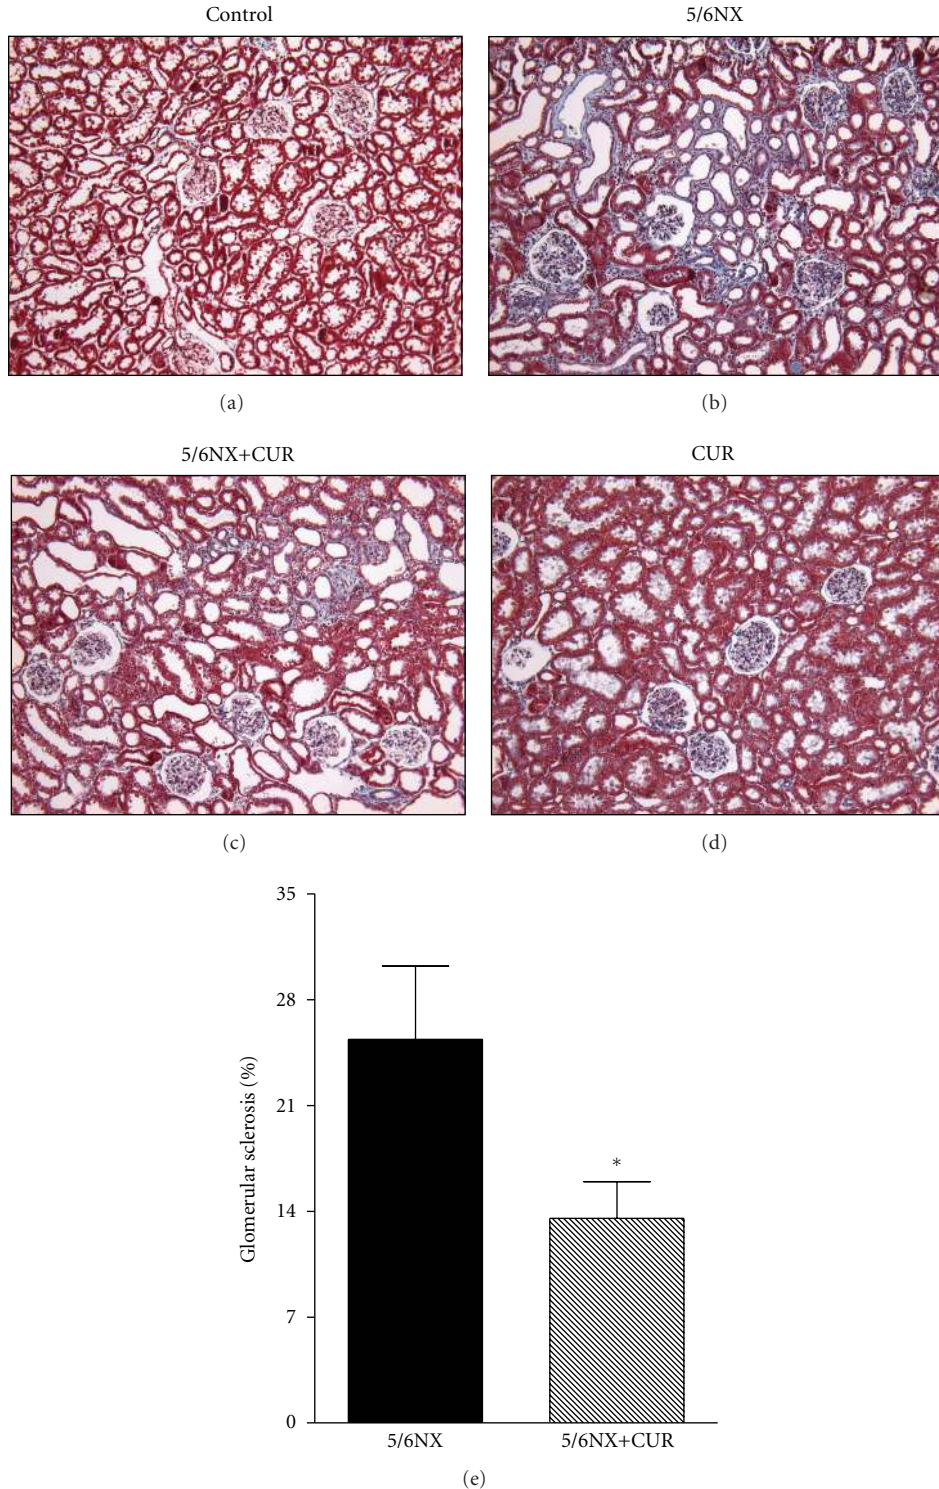 Control
5/6NX
(a)
(b)
5/6NX+CUR
CUR
(c)
(d)
35
28
21
14
7
0
Glomerular sclerosis (%)
*
5/6NX
5/6NX+CUR
(e)